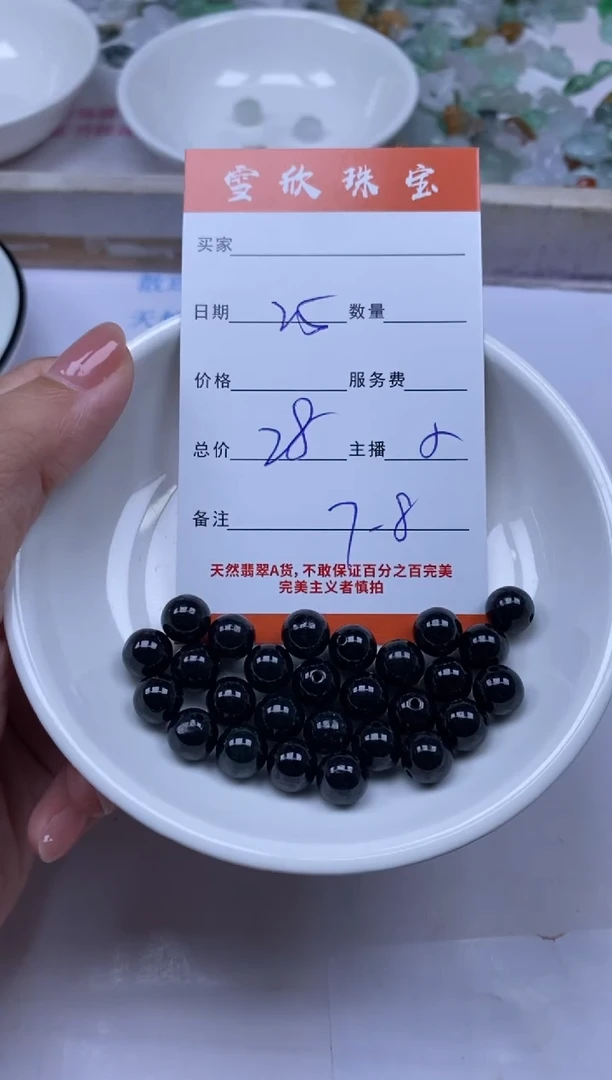 雪欣珠宝
买家
日期 25 数量
价格 服务费
总价 28 主播
备注 7-8
天然翡翠A货,不敢保证百分之百完美
完美主义者慎拍